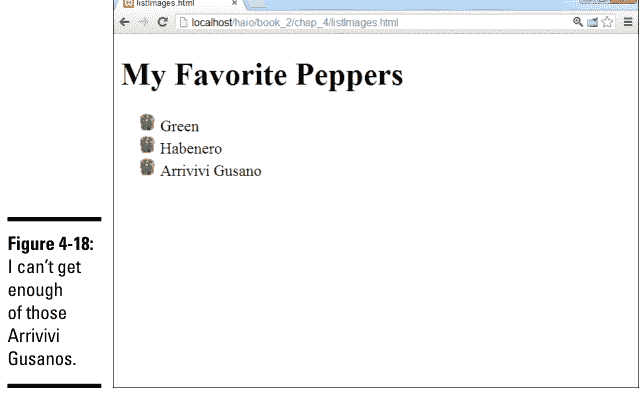 listImages.html
localhost/haio/book_2/chap_4/listImages.html
My Favorite Peppers
Green
Habenero
Arrivivi Gusano
Figure 4-18:
I can't get
enough
of those
Arrivivi
Gusanos.